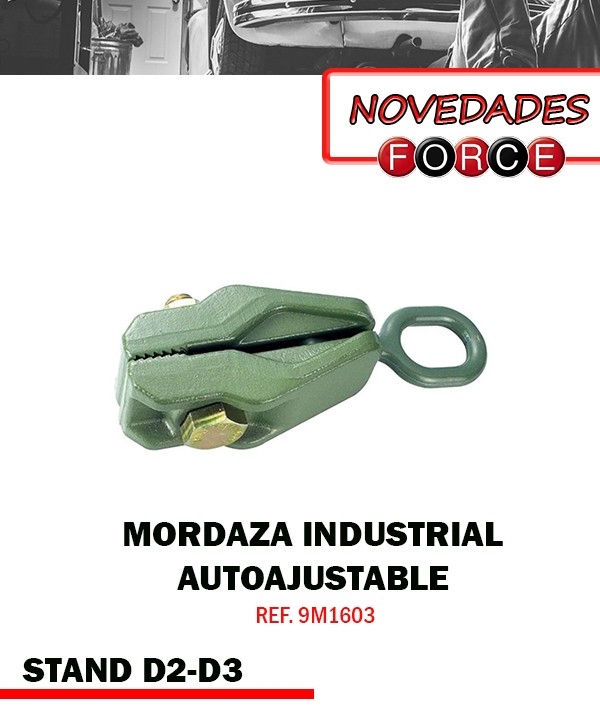 NOVEDADES
FORCE
MORDAZA INDUSTRIAL
AUTOAJUSTABLE
REF. 9M1603
STAND D2-D3